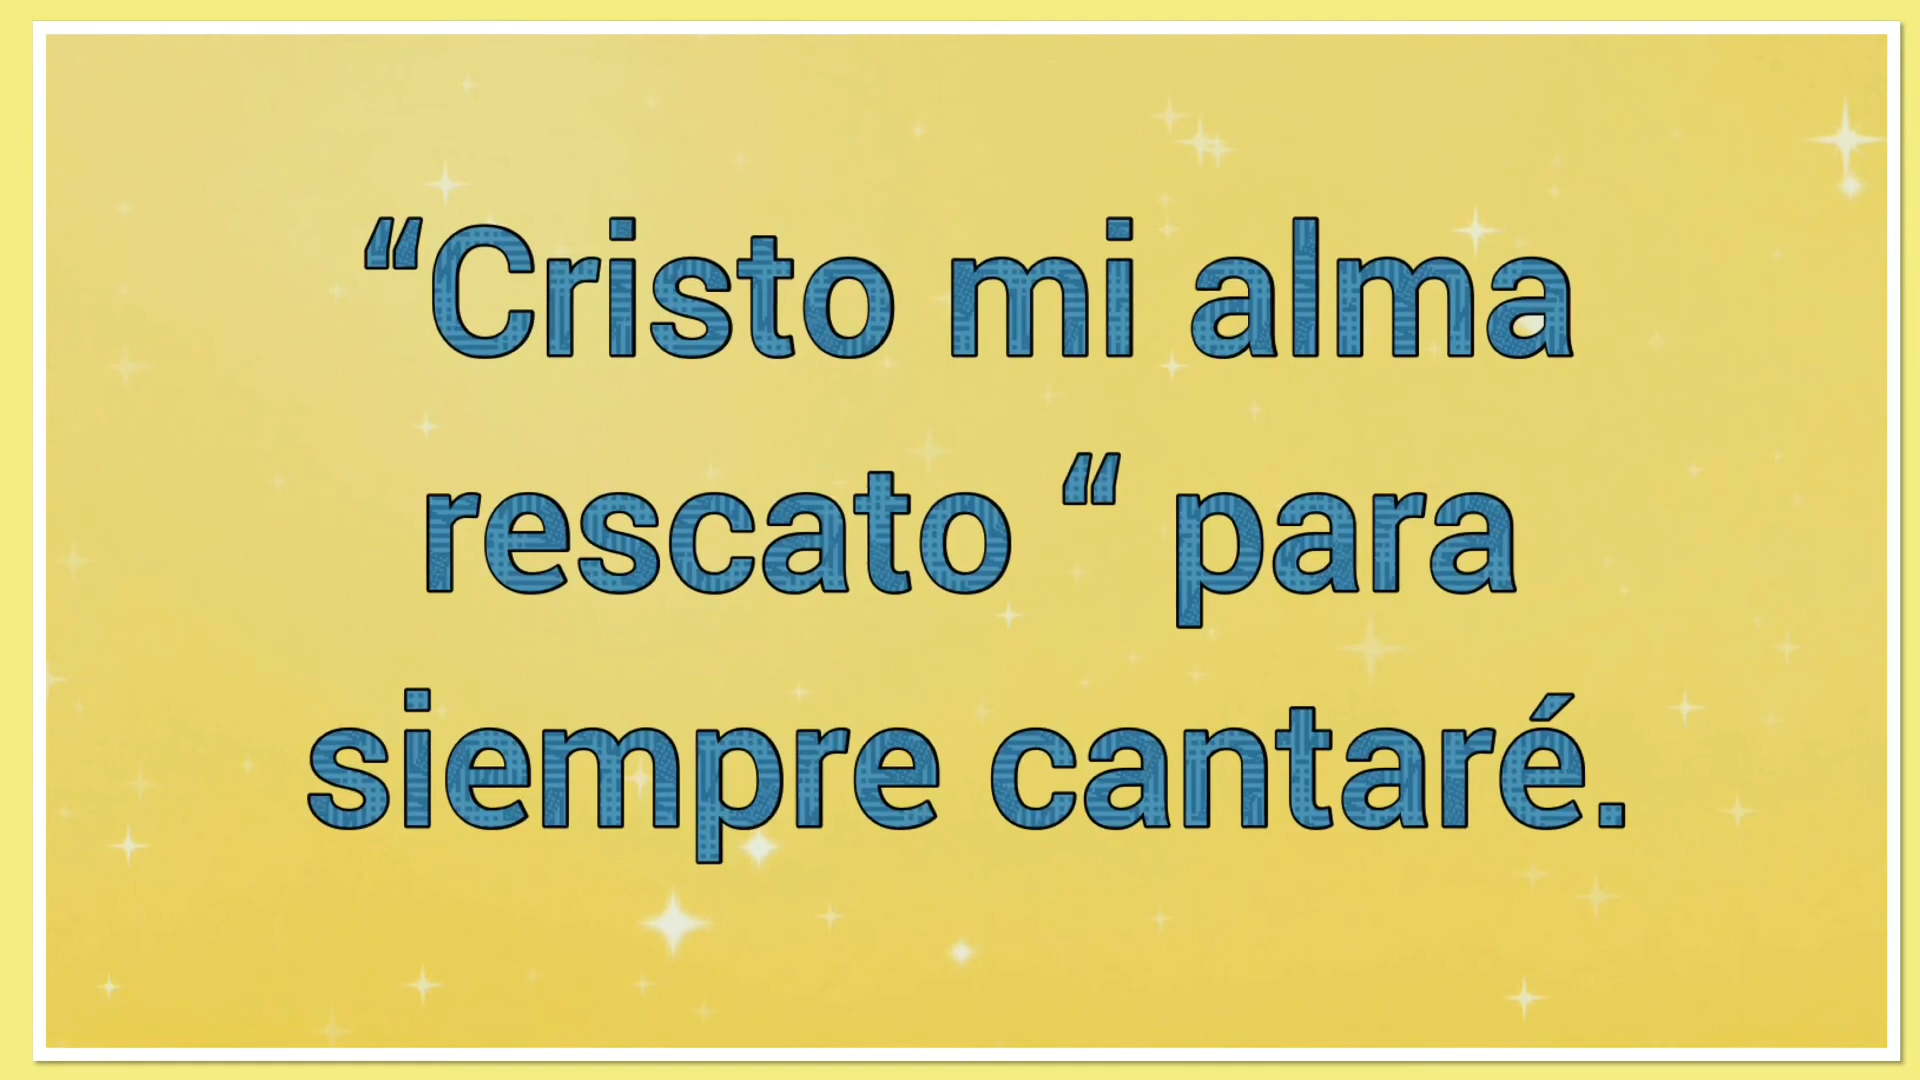 “Cristo mi alma
rescato “ para
siempre cantaré.